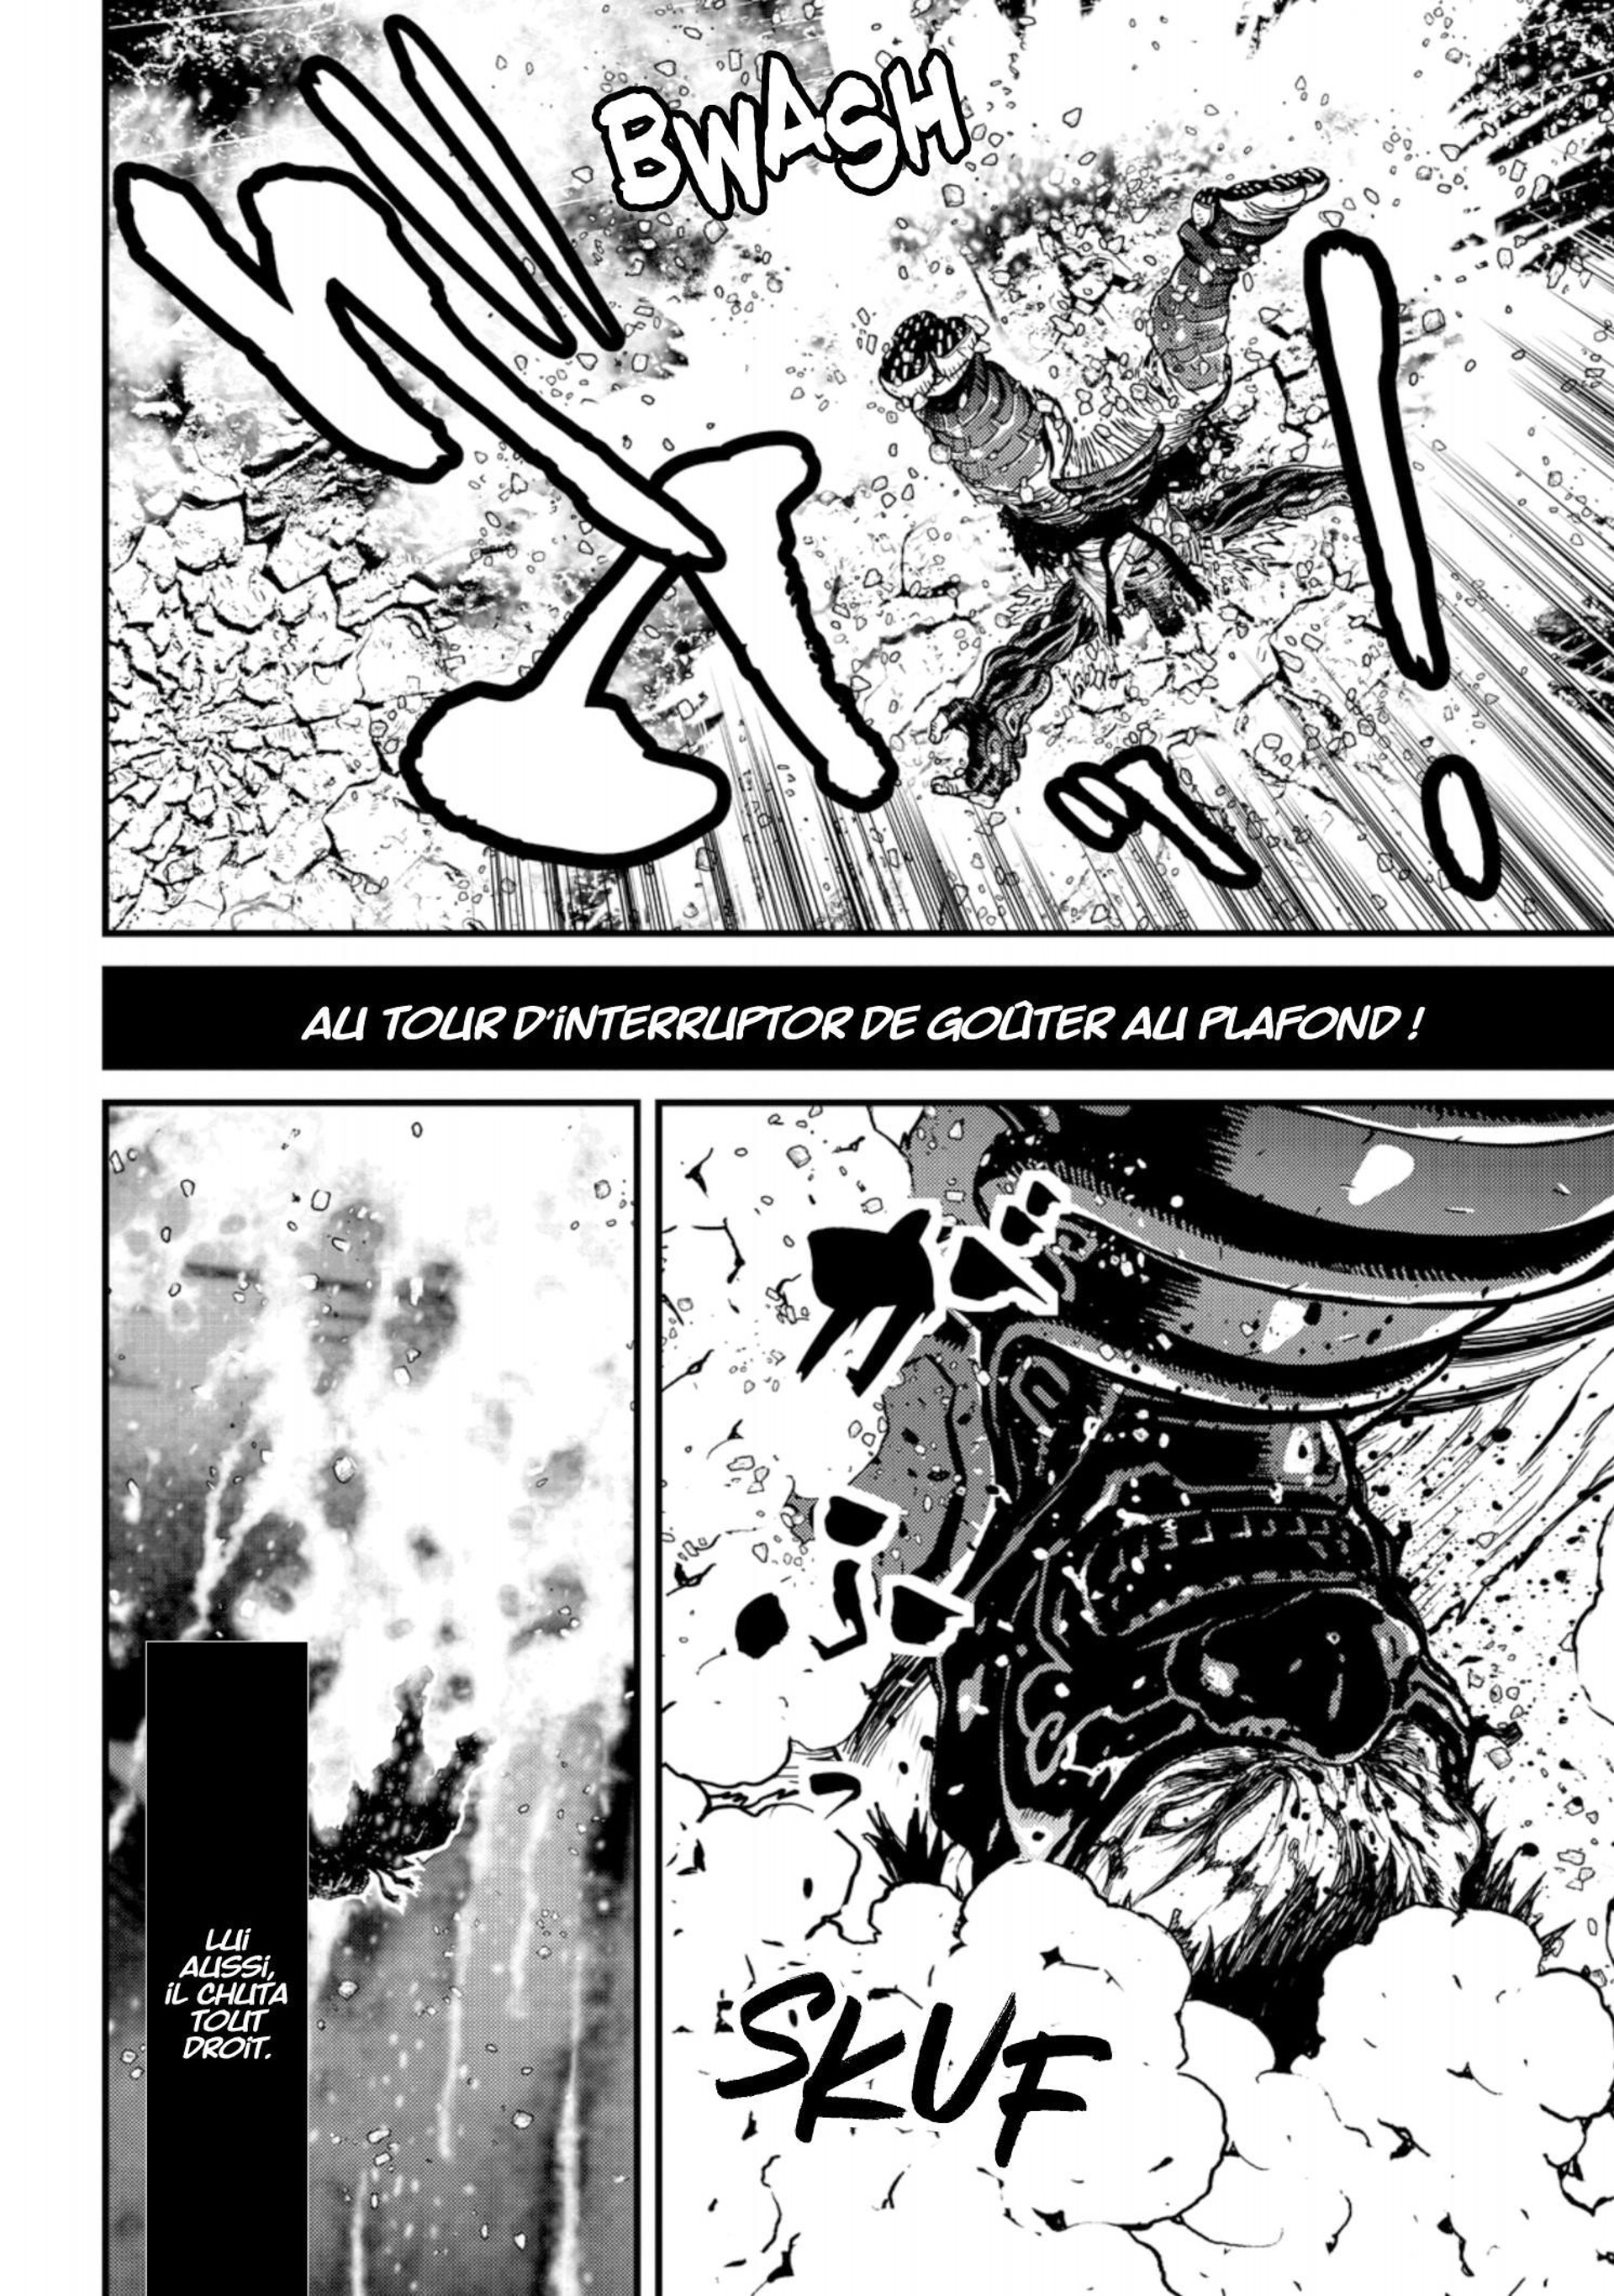 BWASH
AU TOUR D'INTERRUPTOR DE GOÛTER AU PLAFOND !
SKUF
LUI
AUSSI,
IL CHUTA
TOUT
DROIT.